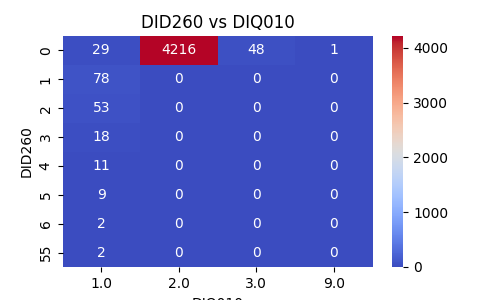 DID260 vs DIQ010
DID260
0 29 4216 48 1
1 78 0 0 0
2 53 0 0 0
3 18 0 0 0
4 11 0 0 0
5 9 0 0 0
6 2 0 0 0
55 2 0 0 0
1.0 2.0 3.0 9.0
DIQ010
4000
3000
2000
1000
0